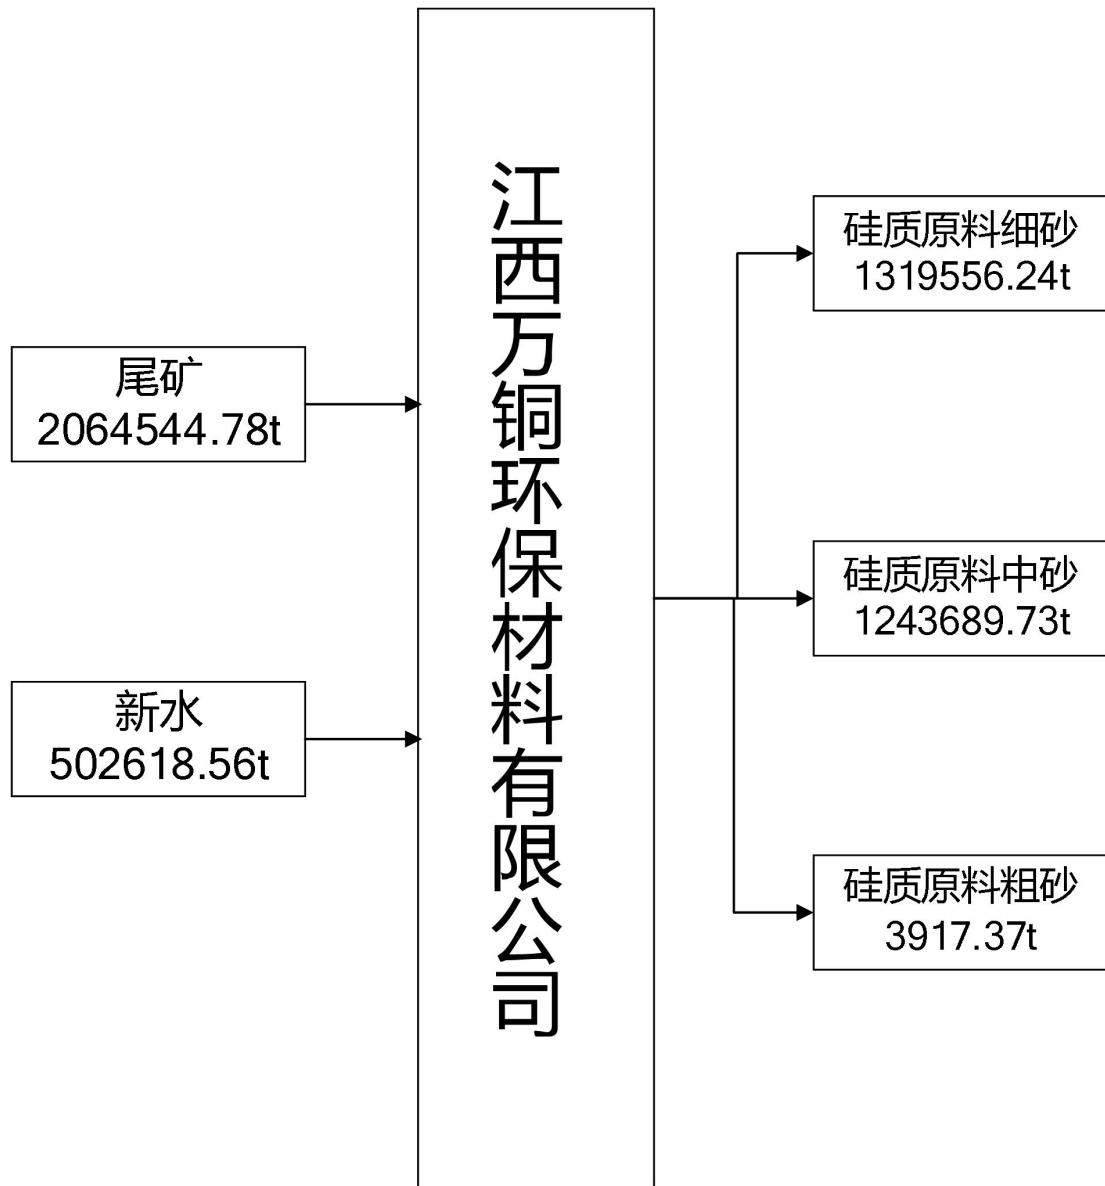 尾矿
2064544.78t
新水
502618.56t
江西万铜环保材料有限公司
硅质原料细砂
1319556.24t
硅质原料中砂
1243689.73t
硅质原料粗砂
3917.37t